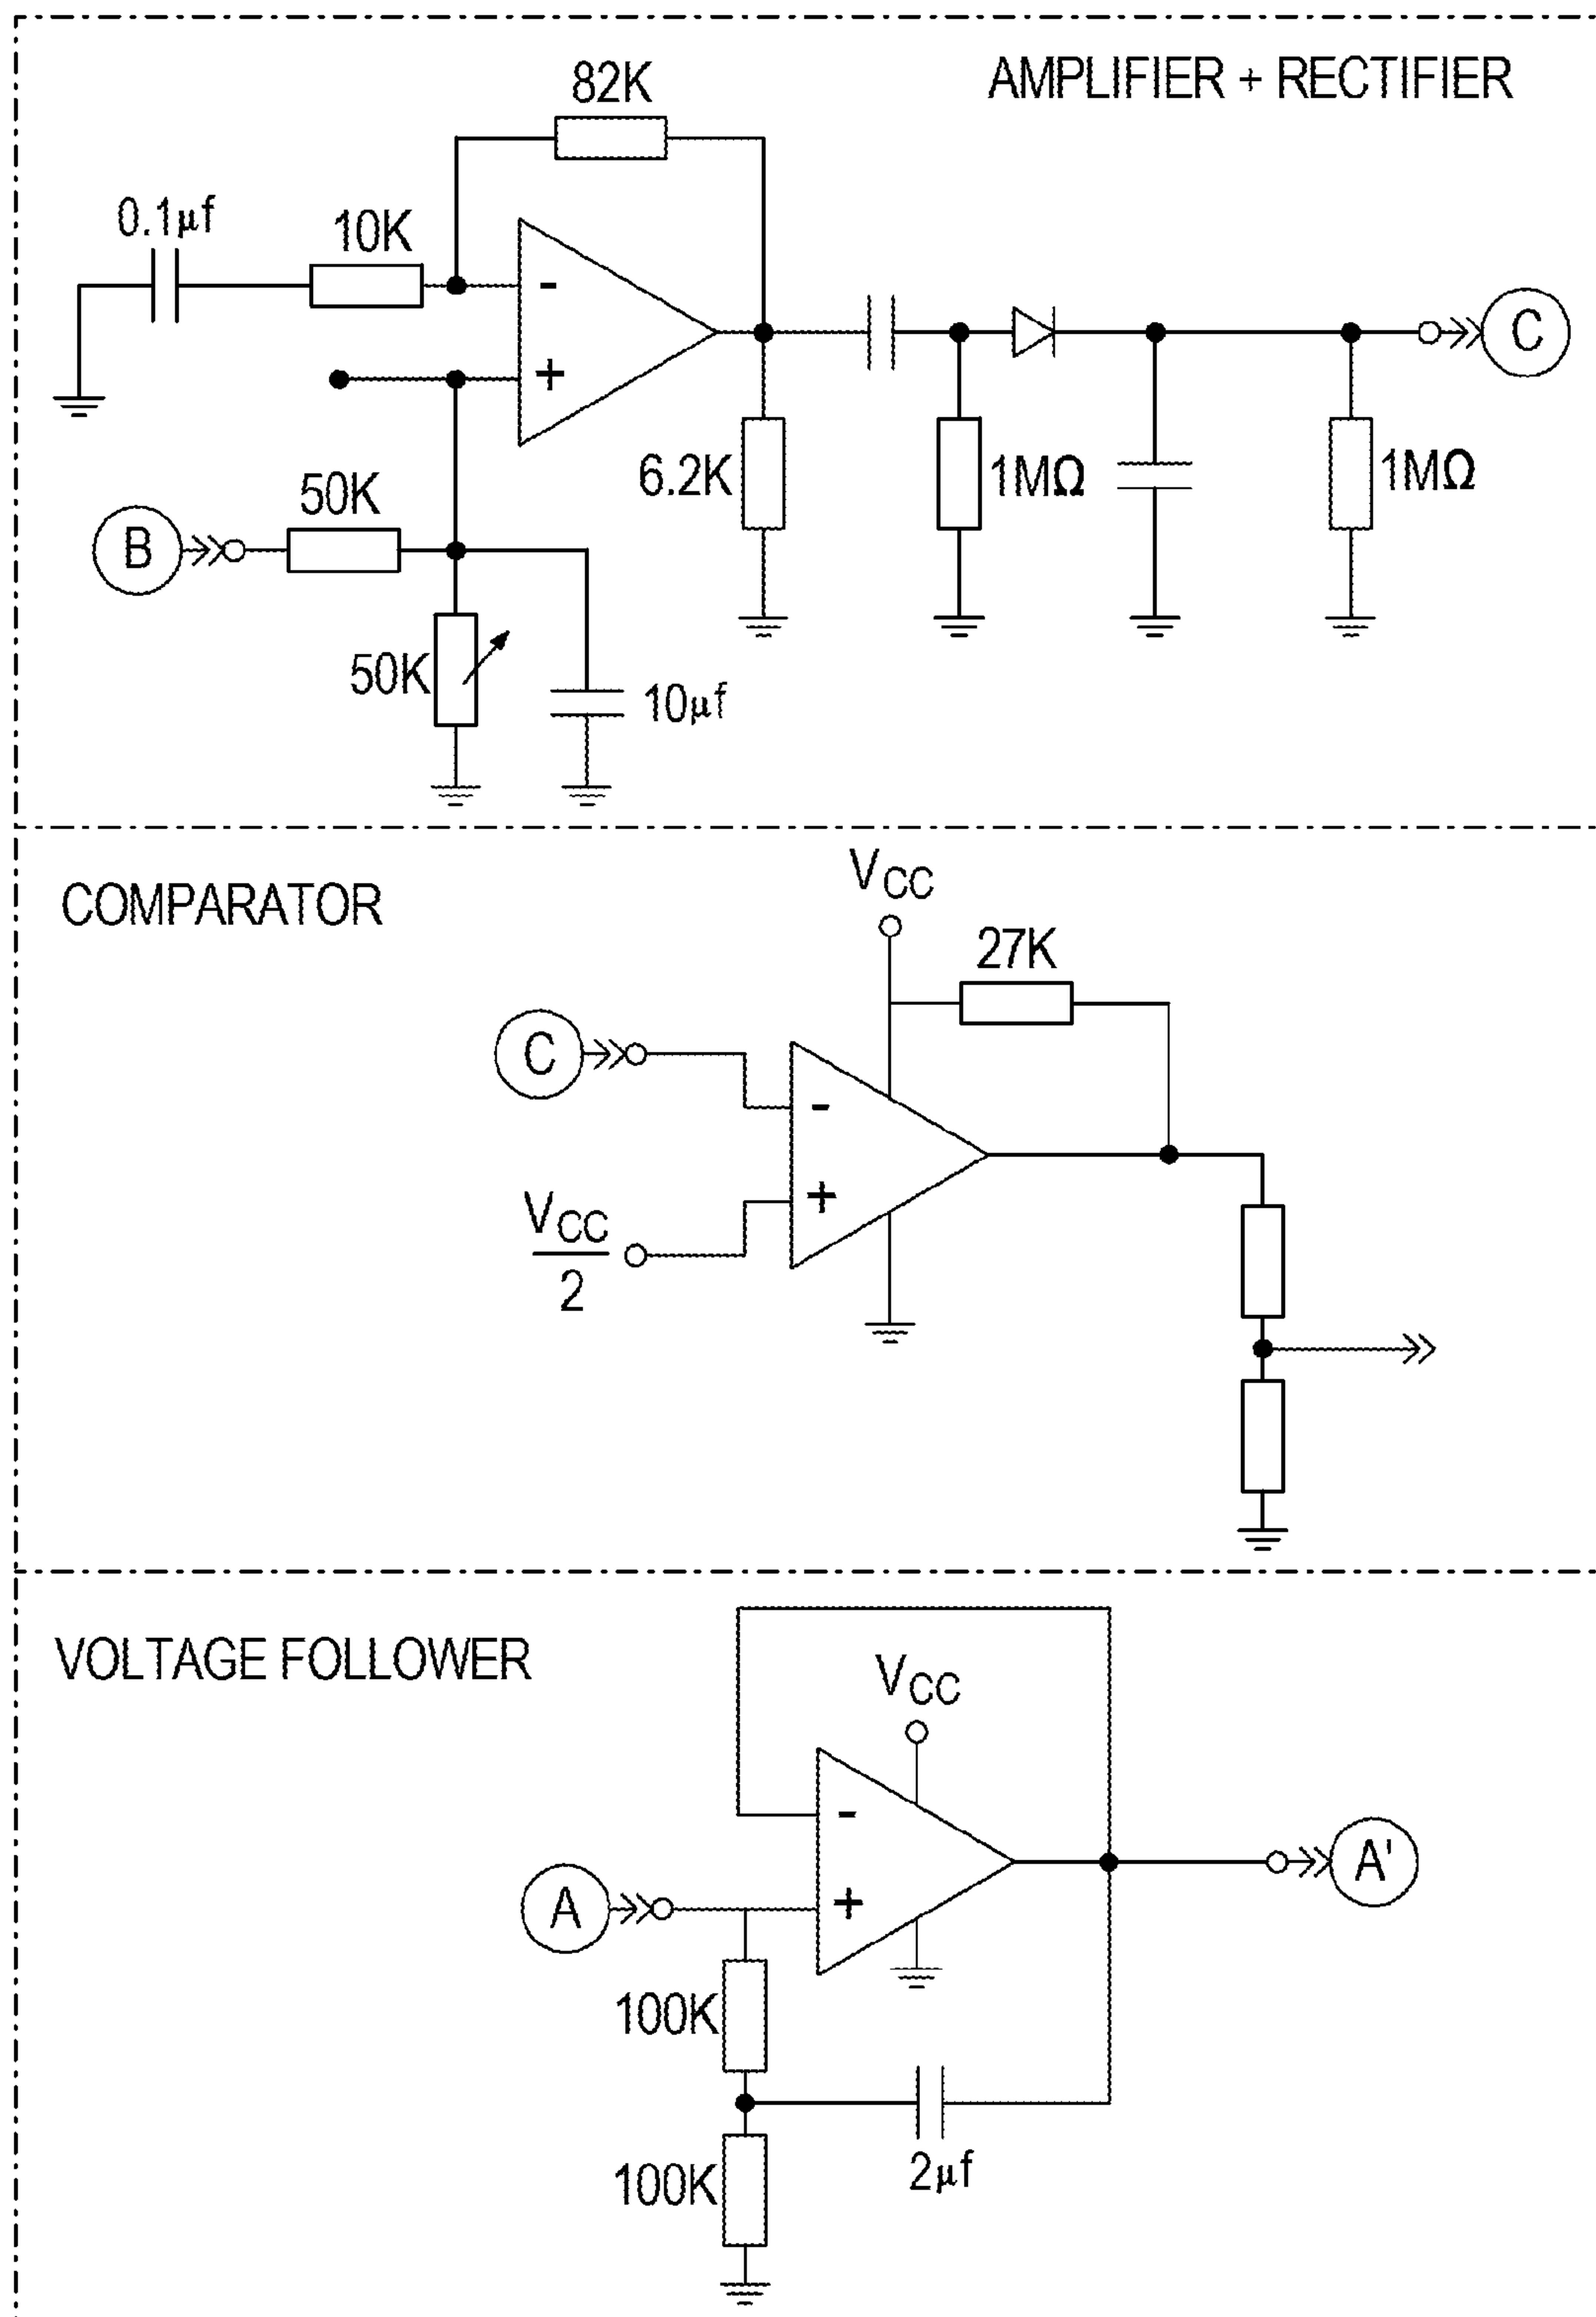 AMPLIFIER + RECTIFIER
82K
0.1μf
10K
-
+
C
6.2K
1MΩ
1MΩ
50K
B
50K
10μf
COMPARATOR
VCC
27K
C
-
+
VCC
2
VOLTAGE FOLLOWER
VCC
-
A'
A
+
100K
2μf
100K